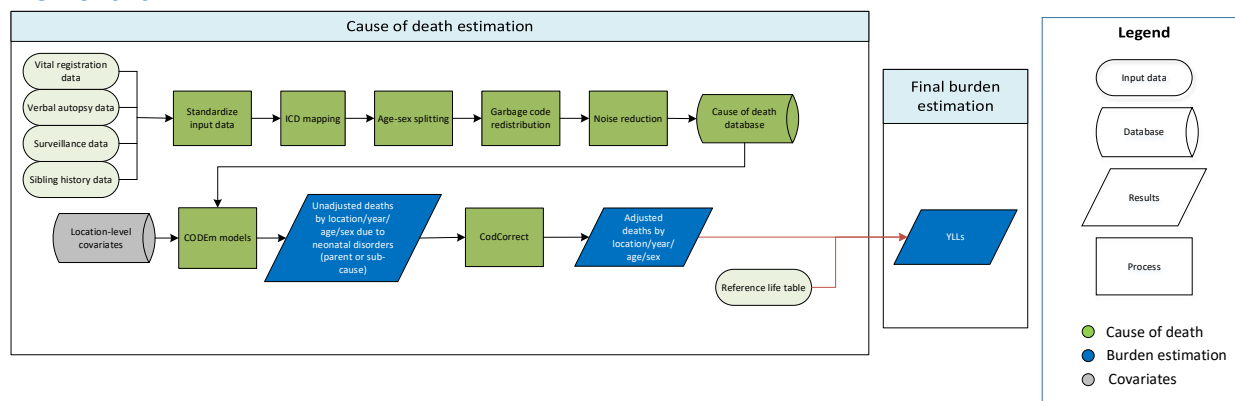 Cause of death estimation
Vital registration
data
Verbal autopsy data
Surveillance data
Sibling history data
Standardize
input data
ICD mapping
Age-sex splitting
Garbage code
redistribution
Noise reduction
Cause of death
database
Location-level
covariates
CODEm models
Unadjusted deaths
by location/year/
age/sex due to
neonatal disorders
(parent or sub-
cause)
CodCorrect
Adjusted
deaths by
location/year/
age/sex
Reference life table
Final burden
estimation
YLLs
Legend
Input data
Database
Results
Process
Cause of death
Burden estimation
Covariates